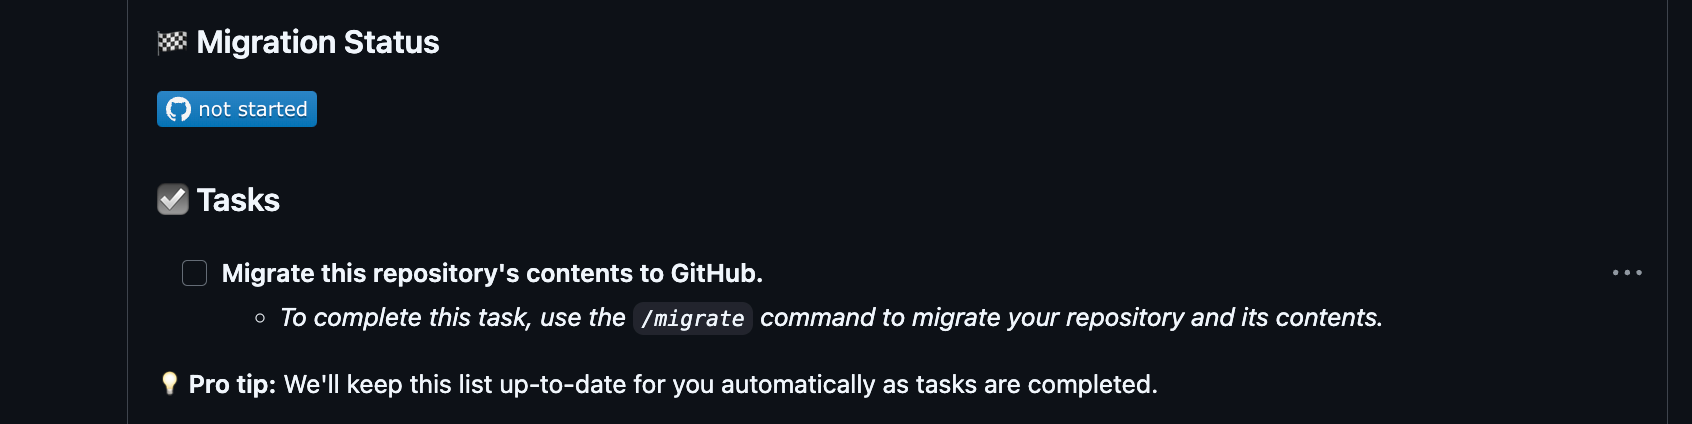 🏁 Migration Status
not started
☑️ Tasks
Migrate this repository's contents to GitHub.
To complete this task, use the /migrate command to migrate your repository and its contents.
💡 Pro tip: We'll keep this list up-to-date for you automatically as tasks are completed.